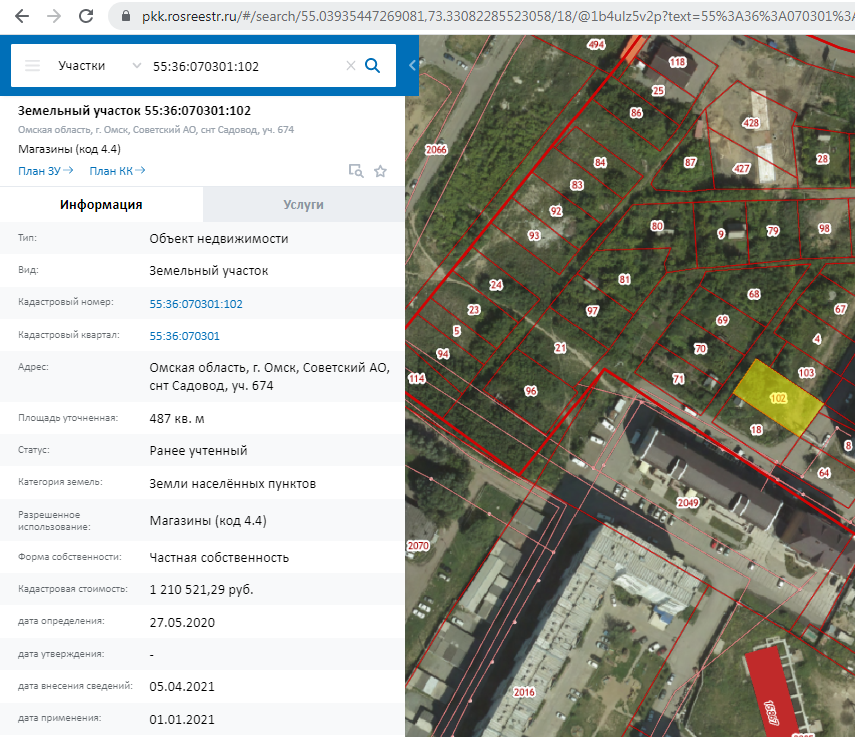 pkk.rosreestr.ru/#/search/55.03935447269081,73.33082285523058/18/@1b4ulz5v2p?text=55%3A36%3A070301%3A
Участки
55:36:070301:102
Земельный участок 55:36:070301:102
Омская область, г. Омск, Советский АО, снт Садовод, уч. 674
Магазины (код 4.4)
План ЗУ→ План КК→
Информация Услуги
Тип: Объект недвижимости
Вид: Земельный участок
Кадастровый номер: 55:36:070301:102
Кадастровый квартал: 55:36:070301
Адрес: Омская область, г. Омск, Советский АО,
снт Садовод, уч. 674
Площадь уточненная: 487 кв. м
Статус: Ранее учтенный
Категория земель: Земли населённых пунктов
Разрешенное
использование: Магазины (код 4.4)
Форма собственности: Частная собственность
Кадастровая стоимость: 1 210 521,29 руб.
дата определения: 27.05.2020
дата утверждения: -
дата внесения сведений: 05.04.2021
дата применения: 01.01.2021
494
118
25
86
428
2066
84
87
427
28
83
92
93
80
9
79
98
24
81
68
23
97
67
5
69
4
94
21
70
103
114
71
96
102
18
8
64
2049
2070
2016